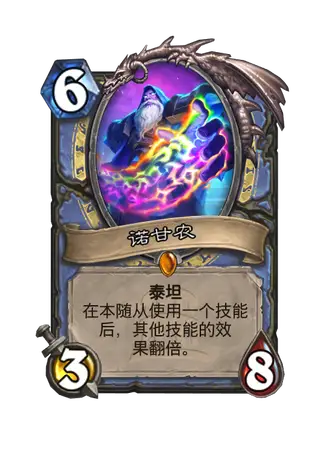 6
诺甘农
泰坦
在本随从使用一个技能
后，其他技能的效
果翻倍。
3
8